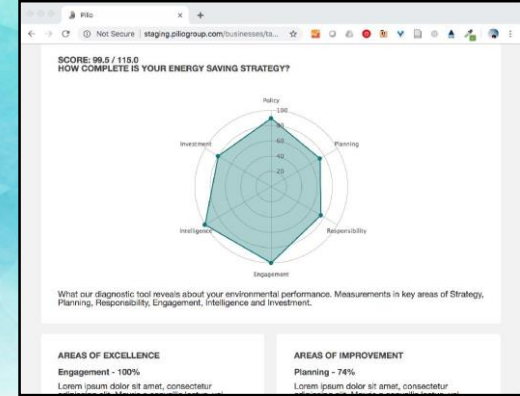 Pilio
Not Secure | staging.piliogroup.com/businesses/ta...
SCORE: 99.5 / 115.0
HOW COMPLETE IS YOUR ENERGY SAVING STRATEGY?
Policy
100
80
60
40
20
Investment
Planning
Intelligence
Responsibility
Engagement
What our diagnostic tool reveals about your environmental performance. Measurements in key areas of Strategy,
Planning, Responsibility, Engagement, Intelligence and Investment.
AREAS OF EXCELLENCE
Engagement - 100%
Lorem ipsum dolor sit amet, consectetur
AREAS OF IMPROVEMENT
Planning - 74%
Lorem ipsum dolor sit amet, consectetur